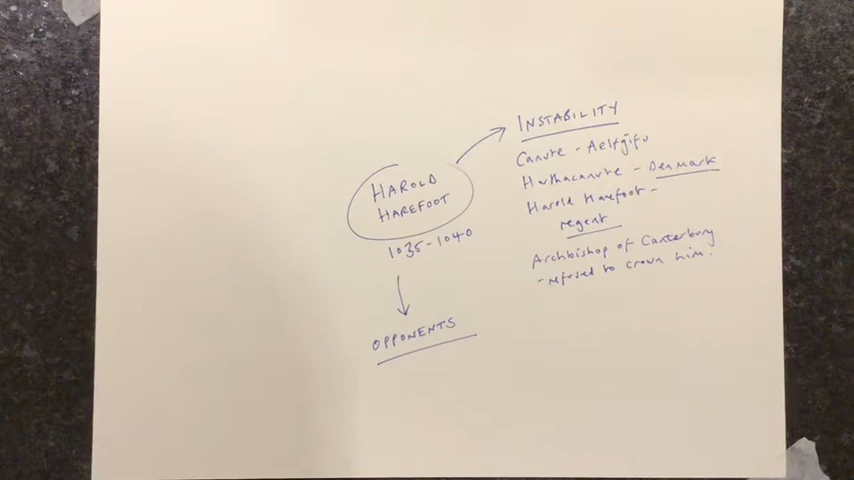 HAROLD
HAREFOOT
1035-1040
INSTABILITY
Canute - Aelfgifu
Harthacanute - Denmark
Harold Harefoot -
regent
Archbishop of Canterbury
- refused to crown him.
OPPONENTS